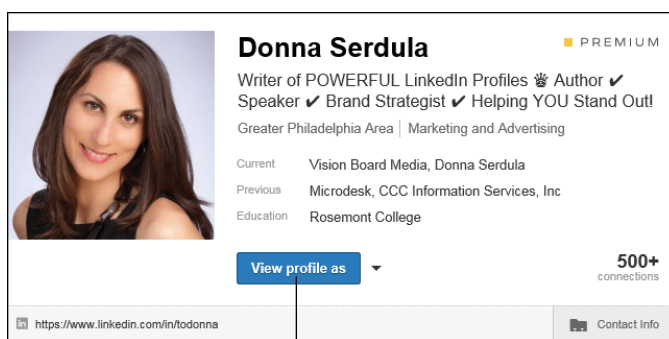 Donna Serdula
PREMIUM
Writer of POWERFUL LinkedIn Profiles ♛ Author ✔
Speaker ✔ Brand Strategist ✔ Helping YOU Stand Out!
Greater Philadelphia Area | Marketing and Advertising
Current Vision Board Media, Donna Serdula
Previous Microdesk, CCC Information Services, Inc
Education Rosemont College
View profile as
500+
connections
in https://www.linkedin.com/in/todonna
Contact Info